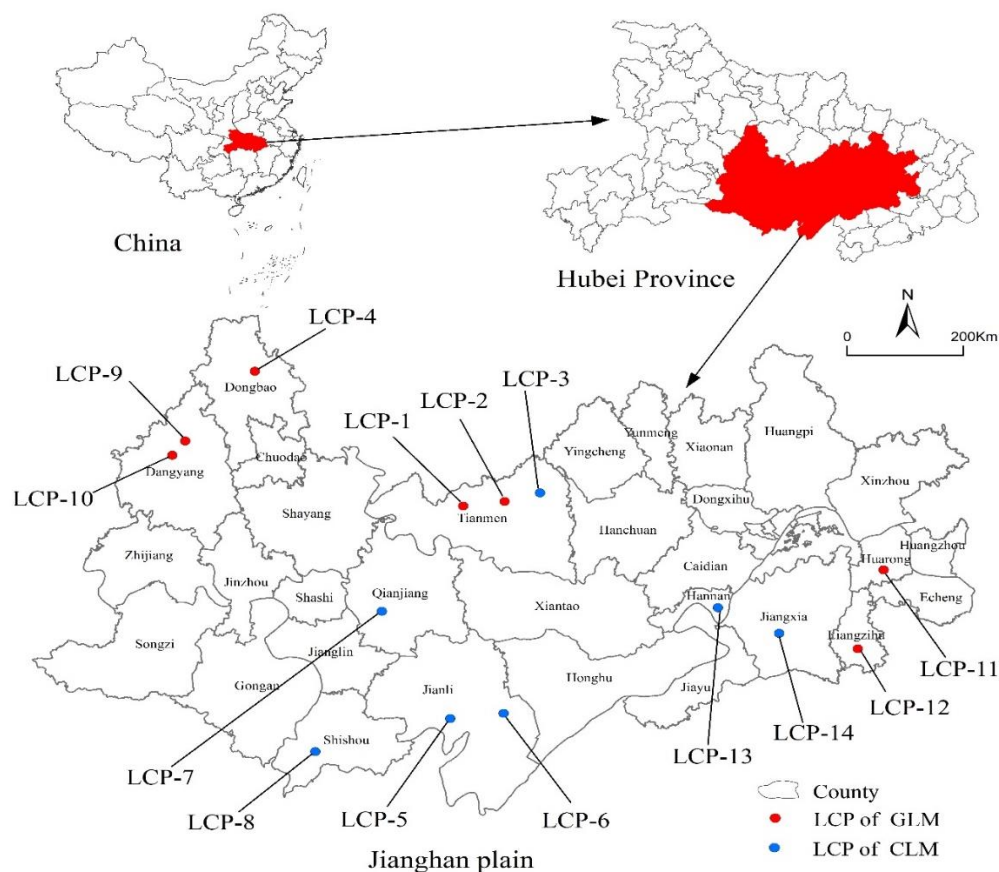 China
Hubei Province
N
0 200Km
LCP-4
LCP-9
LCP-3
LCP-2
LCP-1
LCP-10
Dongbao
Chuodao
Dangyang
Shayang
Zhijiang
Jinzhou
Shashi
Songzi
Gongan
Jianglin
Qianjiang
Shishou
Tianmen
Xiantao
Jianli
Honghu
Yingcheng
Yunmeng
Xiaonan
Huangpi
Xinzhou
Dongxihu
Hanchuan
Caidian
Hannan
Jiangxia
Jiayu
Huarong
Huangzhou
Echeng
Liangzihu
LCP-11
LCP-12
LCP-14
LCP-13
LCP-7
LCP-8
LCP-5
LCP-6
Jianghan plain
County
LCP of GLM
LCP of CLM